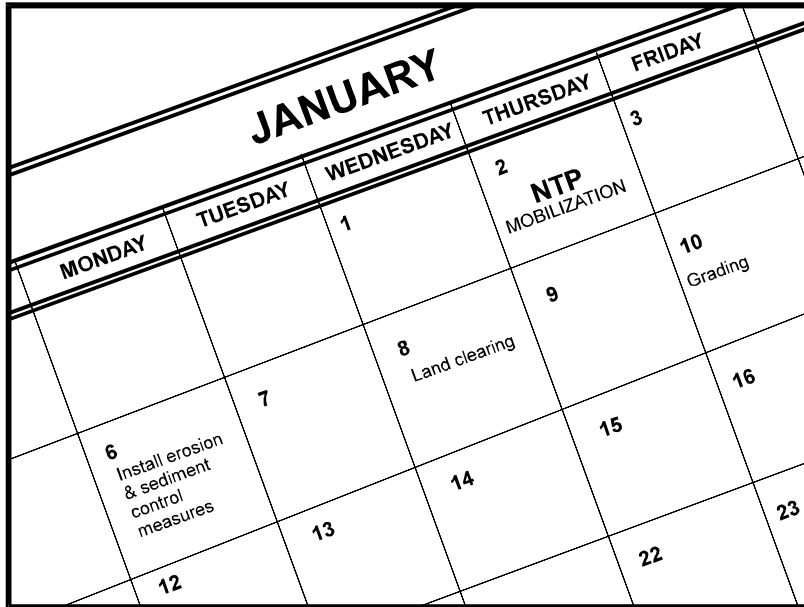 JANUARY
MONDAY
TUESDAY
WEDNESDAY
THURSDAY
FRIDAY
1
2
NTP
MOBILIZATION
3
6
Install erosion
& sediment
control
measures
7
8
Land clearing
9
10
Grading
12
13
14
15
16
22
23